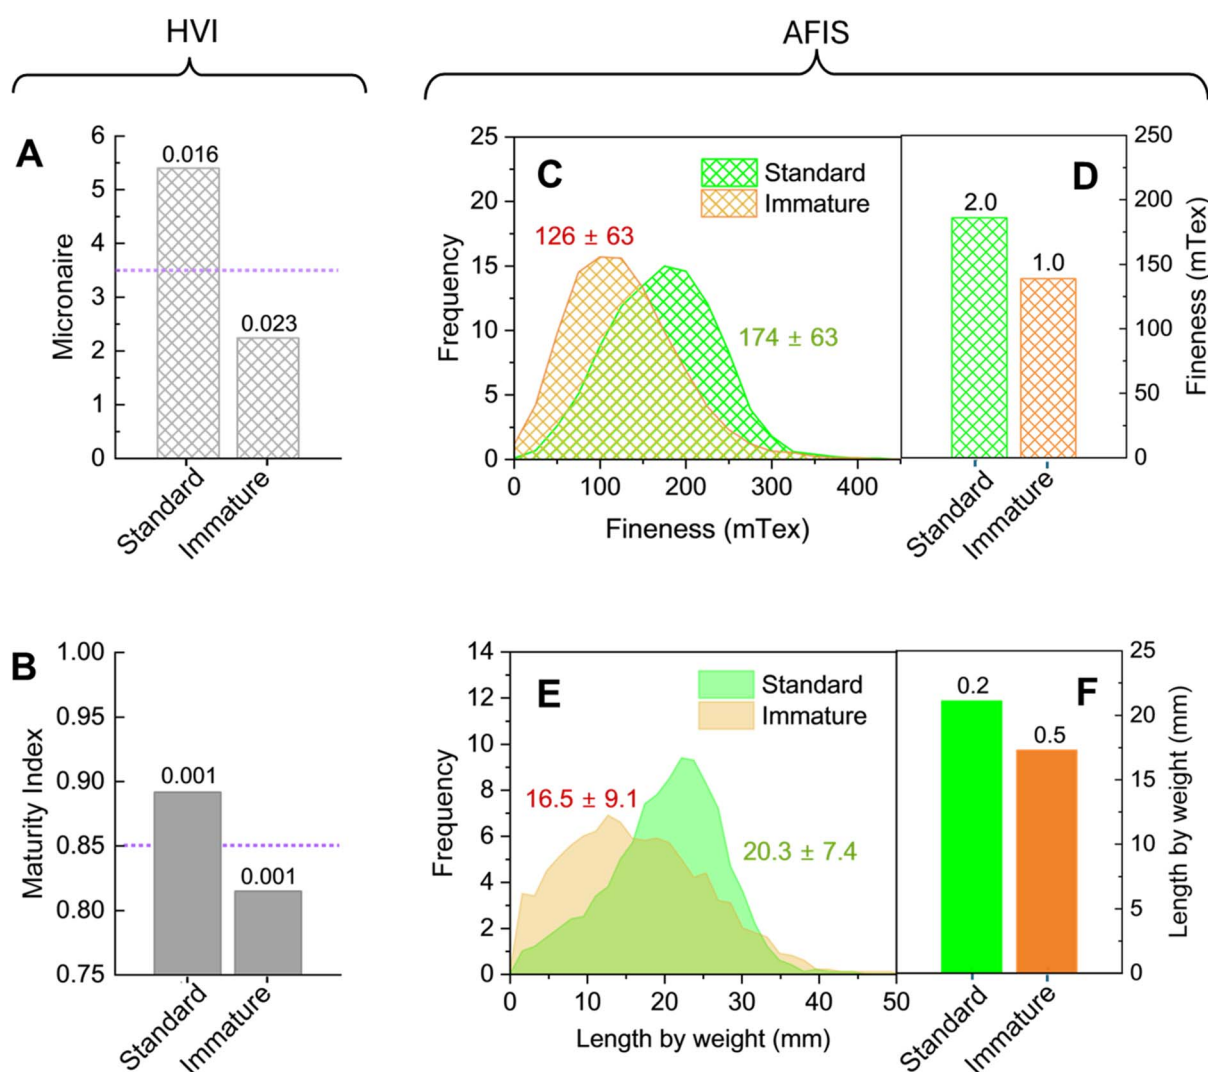 HVI
AFIS
A
6
5
4
3
2
1
0
Micronaire
0.016
0.023
Standard
Immature
C
25
20
15
10
5
0
Frequency
Standard
Immature
126 ± 63
174 ± 63
0
100
200
300
400
Fineness (mTex)
D
2.0
1.0
250
200
150
100
50
0
Fineness (mTex)
Standard
Immature
B
1.00
0.95
0.90
0.85
0.80
0.75
Maturity Index
0.001
0.001
Standard
Immature
E
14
12
10
8
6
4
2
0
Frequency
Standard
Immature
16.5 ± 9.1
20.3 ± 7.4
0
10
20
30
40
50
Length by weight (mm)
F
0.2
0.5
25
20
15
10
5
0
Length by weight (mm)
Standard
Immature